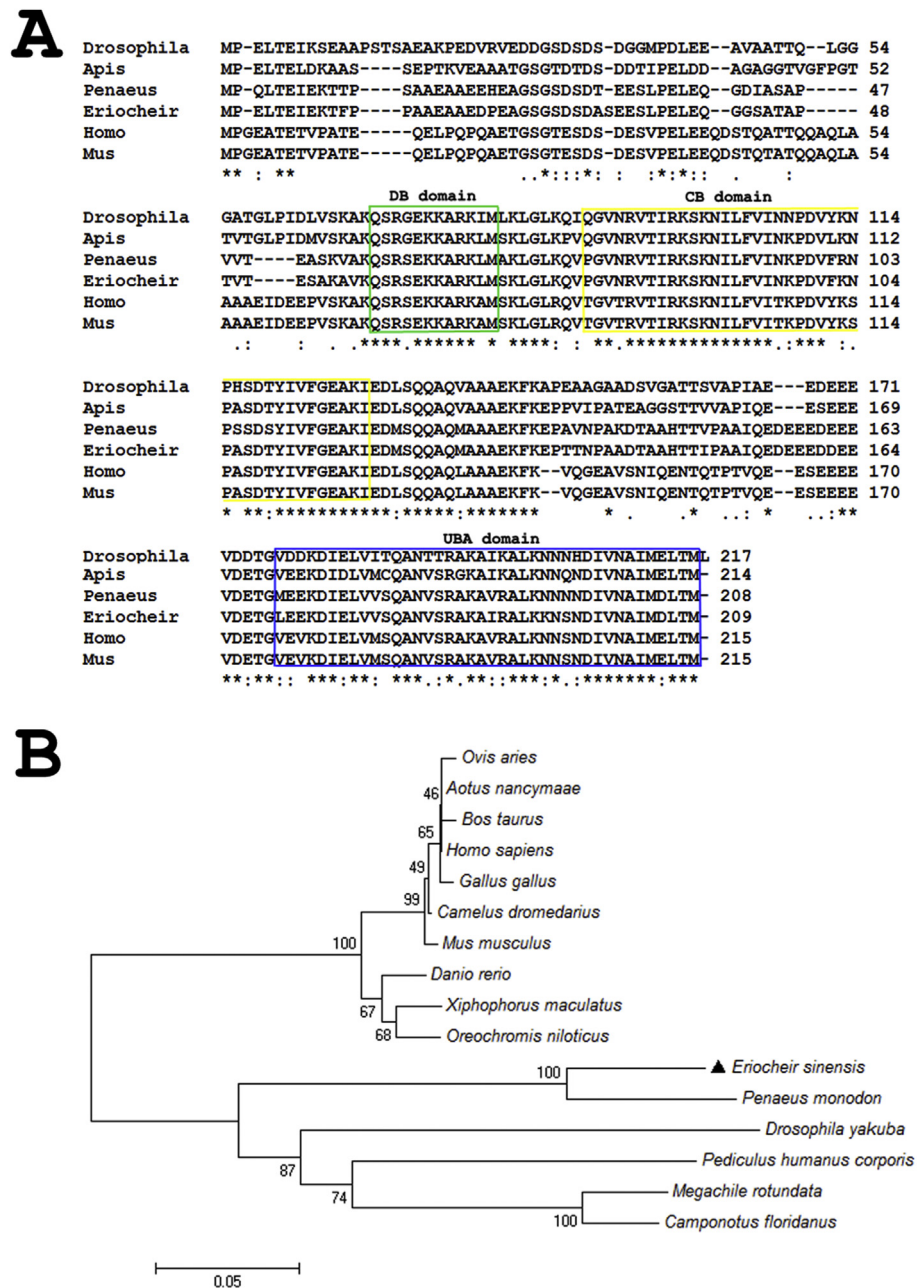 A
Drosophila MP-ELTEIKSEAAPSTSAEAKPEDVRVEDDGSDSDS-DGGMPDLEE--AVAATTQ--LGG 54
Apis MP-ELTELDKAAS----SEPTKVEAAATGSGTDTDS-DDTIPELDD--AGAGGTVGFPGT 52
Penaeus MP-QLTEIEKTTP----SAAEAAEEHEAGSGSDSDS-EESLPELEQ--GDIASAP----- 47
Eriocheir MP-ELTEIEKTFP----PAAEAAEDPEAGSGSDSDASEESLPELEQ--GGSATAP----- 48
Homo MPGEATETVPATE-----QELPQPQAETGSGTESDS-DESVPELEEQDSTQATTQQAQLA 54
Mus MPGEATETVPATE-----QELPQPQAETGSGTESDS-DESVPELEEQDSTQTATQQAQLA 54
** : ** ..**::**. ..:*:*:: . :
DB domain CB domain
Drosophila GATGLPIDLVSKAKQSRGEKKARKIMLKLGLKQIQGVNRVTIRKSKNILFVINNPDVYKN 114
Apis TVTGLPIDMVSKAKQSRGEKKARKLMSKLGLKPVQGVNRVTIRKSKNILFVINKPDVLKN 112
Penaeus VVT----EASKVAKQSRSEKKARKLMAKLGLKQVPGVNRVTIRKSKNILFVINKPDVFRN 103
Eriocheir TVT----ESAKAVKQSRSEKKARKLMSKLGLKQVPGVNRVTIRKSKNILFVINKPDVFKN 104
Homo AAAEIDEEPVSKAKQSRSEKKARKAMSKLGLRQVTGVTRVTIRKSKNILFVITKPDVYKS 114
Mus AAAEIDEEPVSKAKQSRSEKKARKAMSKLGLRQVTGVTRVTIRKSKNILFVITKPDVYKS 114
.: : . .****.****** * ****: : **.**************.:*** :.
Drosophila PHSDTYIVFGEAKIEDLSQQAQVAAAEKFKAPEAAGAADSVGATTSVAPIAE---EDEEE 171
Apis PASDTYIVFGEAKIEDLSQQAQVAAAEKFKEPPVIPATEAGGSTTVVAPIQE---ESEEE 169
Penaeus PSSDSYIVFGEAKIEDMSQQAQMAAAEKFKEPAVNPAKDTAAHTTVPAAIQEDEEEDEEE 163
Eriocheir PASDTYIVFGEAKIEDMSQQAQMAAAEKFKEPTTNPAADTAAHTTIPAAIQEDEEEEDEE 164
Homo PASDTYIVFGEAKIEDLSQQAQLAAAEKFK--VQGEAVSNIQENTQTPTVQE--ESEEEE 170
Mus PASDTYIVFGEAKIEDLSQQAQLAAAEKFK--VQGEAVSNIQENTQTPTVQE--ESEEEE 170
* **:***********:*****:******* * . .* . : * ..:**
UBA domain
Drosophila VDDTGVDDKDIELVITQANTTRAKAIKALKNNNHDIVNAIMELTML 217
Apis VDETGVEEKDIDLVMCQANVSRGKAIKALKNNQNDIVNAIMELTM- 214
Penaeus VDETGMEEKDIELVVSQANVSRAKAVKALKNNNNDIVNAIMELTM- 208
Eriocheir VDETGLEEKDIELVVSQANVSRAKAIRALKKNSNDIVNAIMDLTM- 209
Homo VDETGVEVKDIELVMSQANVSRAKAVRALKNNSNDIVNAIMELTM- 215
Mus VDETGVEVKDIELVMSQANVSRAKAVRALKNNSNDIVNAIMELTM- 215
**:**:: ***:**: ***.:*.**::***:*.:*******:***
B
Ovis aries
46
Aotus nancymaae
65
Bos taurus
Homo sapiens
49
Gallus gallus
99
Camelus dromedarius
100
Mus musculus
Danio rerio
67
Xiphophorus maculatus
68
Oreochromis niloticus
100
▲ Eriocheir sinensis
Penaeus monodon
Drosophila yakuba
87
Pediculus humanus corporis
74
Megachile rotundata
100
Camponotus floridanus
0.05